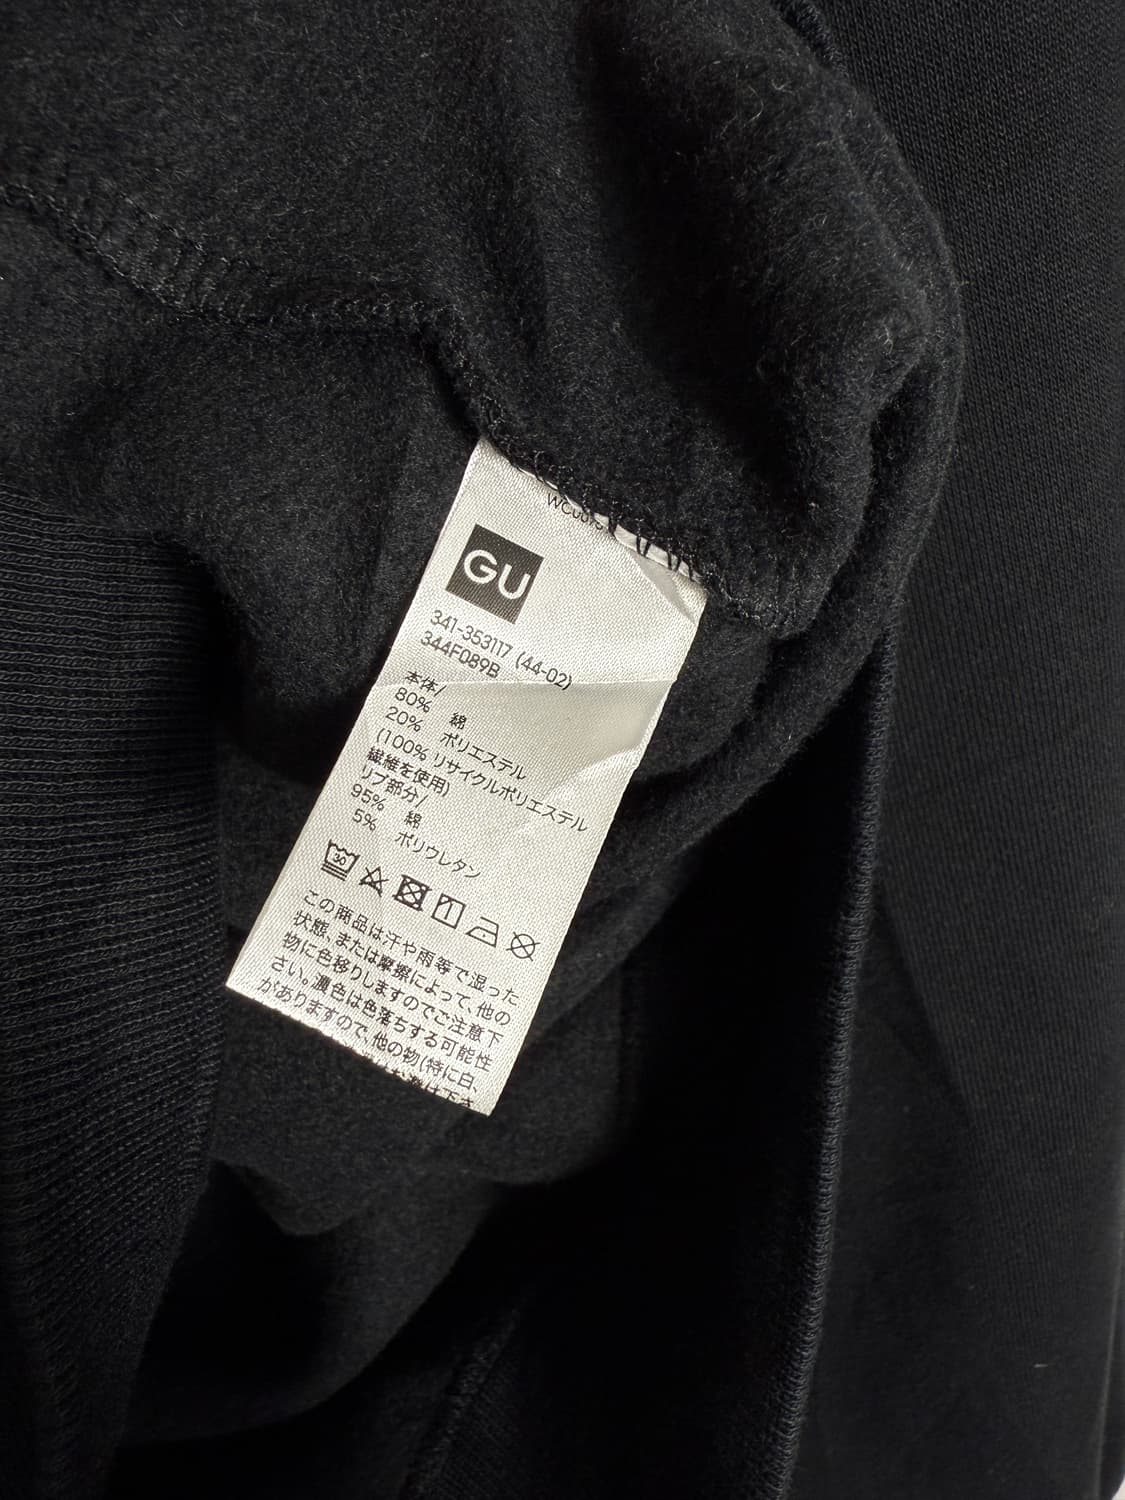 GU
341-353117 (44-02)
344F089B
本体/
80% 綿
20% ポリエステル
(100% リサイクルポリエステル
繊維を使用)
リブ部分/
95% 綿
5% ポリウレタン
30
この商品は汗や雨等で湿った
状態、または摩擦によって、他の
物に色移りしますのでご注意下
さい。濃色は色落ちする可能性
がありますので、他の物(特に白、